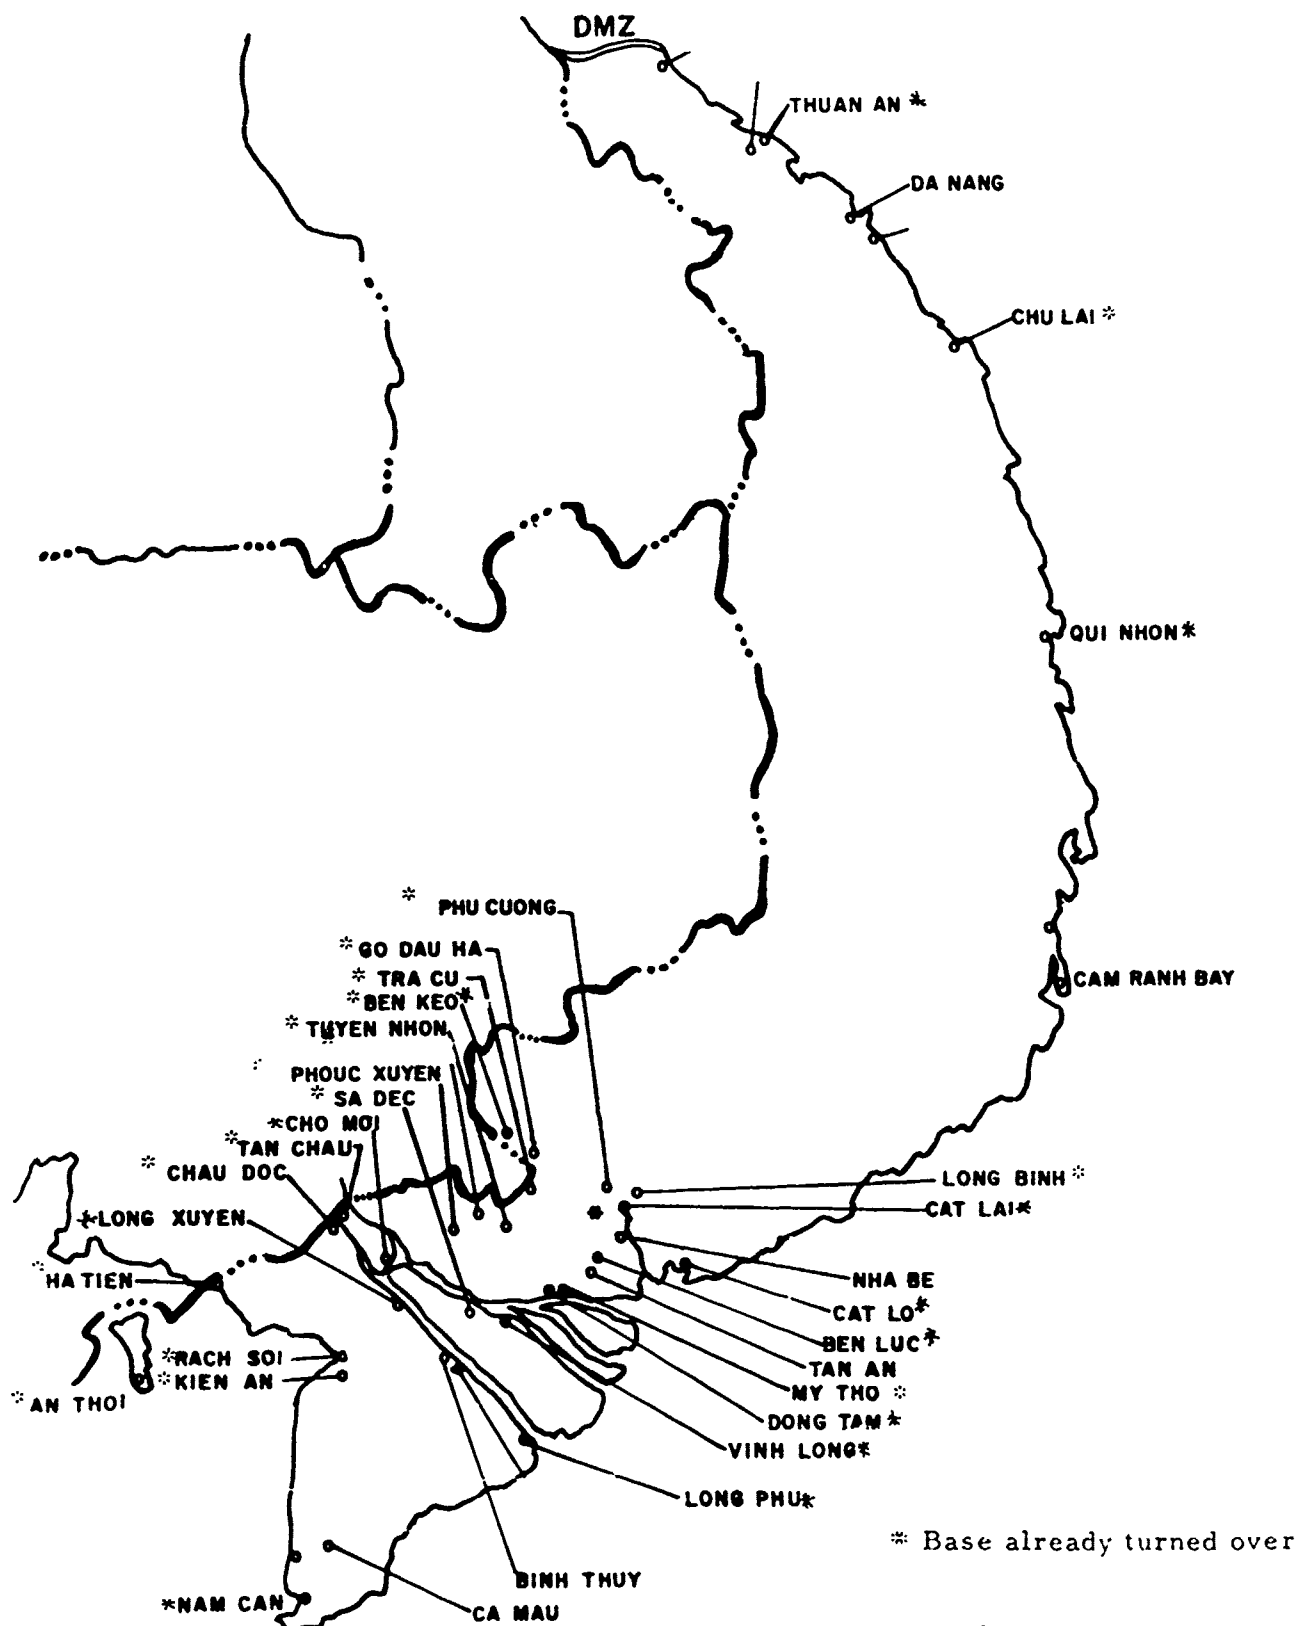 DMZ
THUAN AN *
DA NANG
CHU LAI *
QUI NHON*
* PHU CUONG
* GO DAU HA
* TRA CU
CAM RANH BAY
* BEN KEO*
* TUYEN NHON
PHOUC XUYEN
* SA DEC
*CHO MOI
*TAN CHAU
* CHAU DOC
LONG BINH *
CAT LAI*
*LONG XUYEN
*
*HA TIEN
NHA BE
CAT LO*
BEN LUC*
*RACH SOI
TAN AN
*KIEN AN
MY THO *
*AN THOI
DONG TAM*
VINH LONG*
LONG PHU*
* Base already turned over
BINH THUY
*NAM CAN
CA MAU